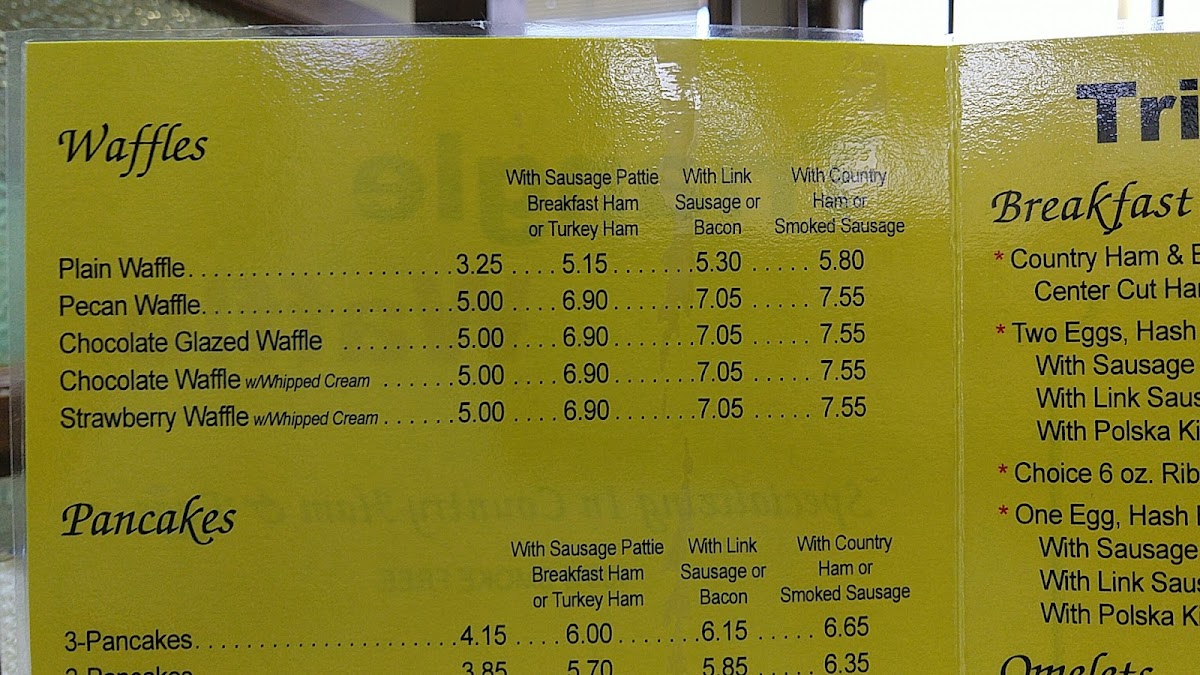 Waffles
With Sausage Pattie With Link With Country
Breakfast Ham Sausage or Ham or
or Turkey Ham Bacon Smoked Sausage
Plain Waffle.......................3.25 ....5.15.......5.30 ..... 5.80
Pecan Waffle......................5.00 ....6.90.......7.05 ..... 7.55
Chocolate Glazed Waffle ..........5.00 ....6.90.......7.05 ..... 7.55
Chocolate Waffle w/Whipped Cream ......5.00 ....6.90.......7.05 ..... 7.55
Strawberry Waffle w/Whipped Cream ......5.00 ....6.90.......7.05 ..... 7.55
Pancakes
With Sausage Pattie With Link With Country
Breakfast Ham Sausage or Ham or
or Turkey Ham Bacon Smoked Sausage
3-Pancakes.......................4.15 ....6.00.......6.15 ..... 6.65
2-Pancakes.......................3.85 ....5.70.......5.85 ..... 6.35
Tri
Breakfast
* Country Ham & E
Center Cut Ha
* Two Eggs, Hash
With Sausage
With Link Saus
With Polska Ki
* Choice 6 oz. Rib
* One Egg, Hash
With Sausage
With Link Saus
With Polska Ki
Omelets